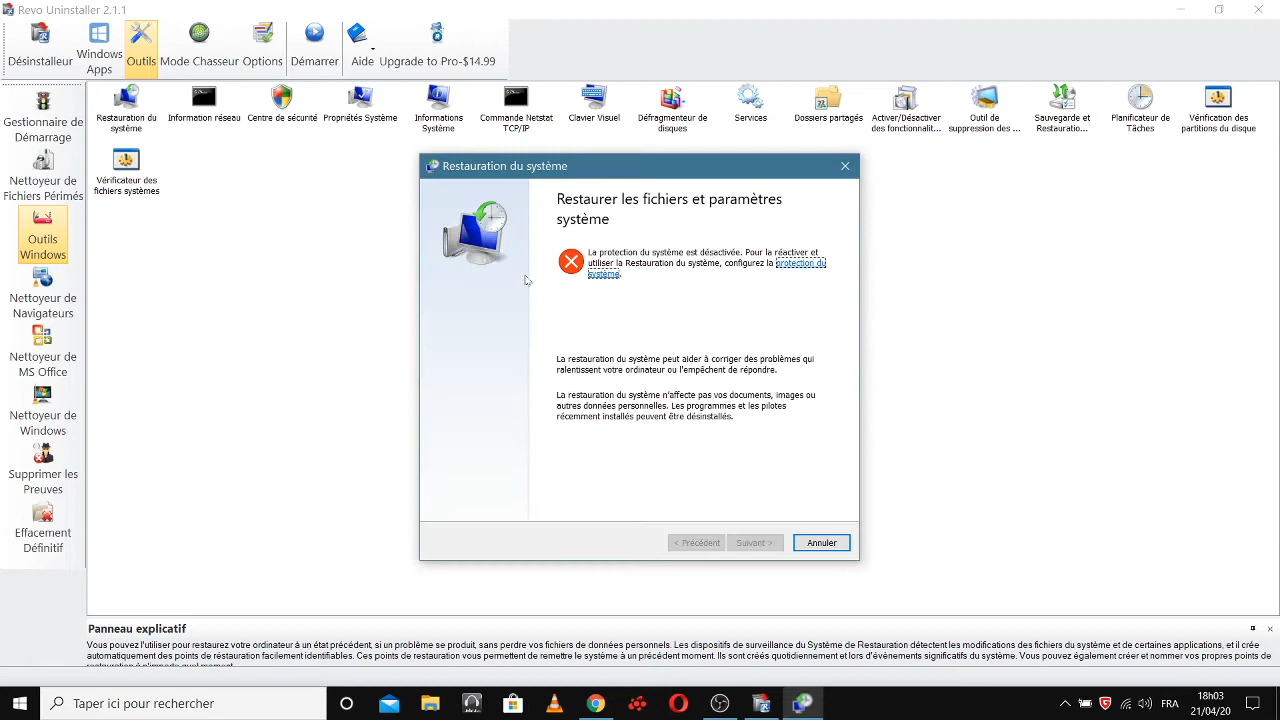 Revo Uninstaller 2.1.1
Désinstalleur
Windows
Apps
Outils
Mode Chasseur
Options
Démarrer
Aide
Upgrade to Pro-$14.99
Gestionnaire de
Démarrage
Nettoyeur de
Fichiers Périmés
Outils
Windows
Nettoyeur de
Navigateurs
Nettoyeur de
MS Office
Nettoyeur de
Windows
Supprimer les
Preuves
Effacement
Définitif
Restauration du
système
Information réseau
Centre de sécurité
Propriétés Système
Informations
Système
Commande Netstat
TCP/IP
Clavier Visuel
Défragmenteur de
disques
Services
Dossiers partagés
Activer/Désactiver
des fonctionnalit...
Outil de
suppression des ...
Sauvegarde et
Restauratio...
Planificateur de
Tâches
Vérification des
partitions du disque
Vérificateur des
fichiers systèmes
Restauration du système
Restaurer les fichiers et paramètres
système
La protection du système est désactivée. Pour la réactiver et
utiliser la Restauration du système, configurez la protection du
système.
La restauration du système peut aider à corriger des problèmes qui
ralentissent votre ordinateur ou l'empêchent de répondre.
La restauration du système n'affecte pas vos documents, images ou
autres données personnelles. Les programmes et les pilotes
récemment installés peuvent être désinstallés.
< Précédent
Suivant >
Annuler
Panneau explicatif
Vous pouvez l'utiliser pour restaurez votre ordinateur à un état précédent, si un problème se produit, sans perdre vos fichiers de données personnels. Les dispositifs de surveillance du Système de Restauration détectent les modifications des fichiers du système et de certaines applications, et il crée
automatiquement des points de réstauration facilement identifiables. Ces points de restauration vous permettent de remettre le système à un précédent moment. Ils sont créés quotidiennement et lors d'évènements significatifs du système. Vous pouvez également créer et nommer vos propres points de
restauration à n'importe quel moment.
Taper ici pour rechercher
FRA
18h03
21/04/20